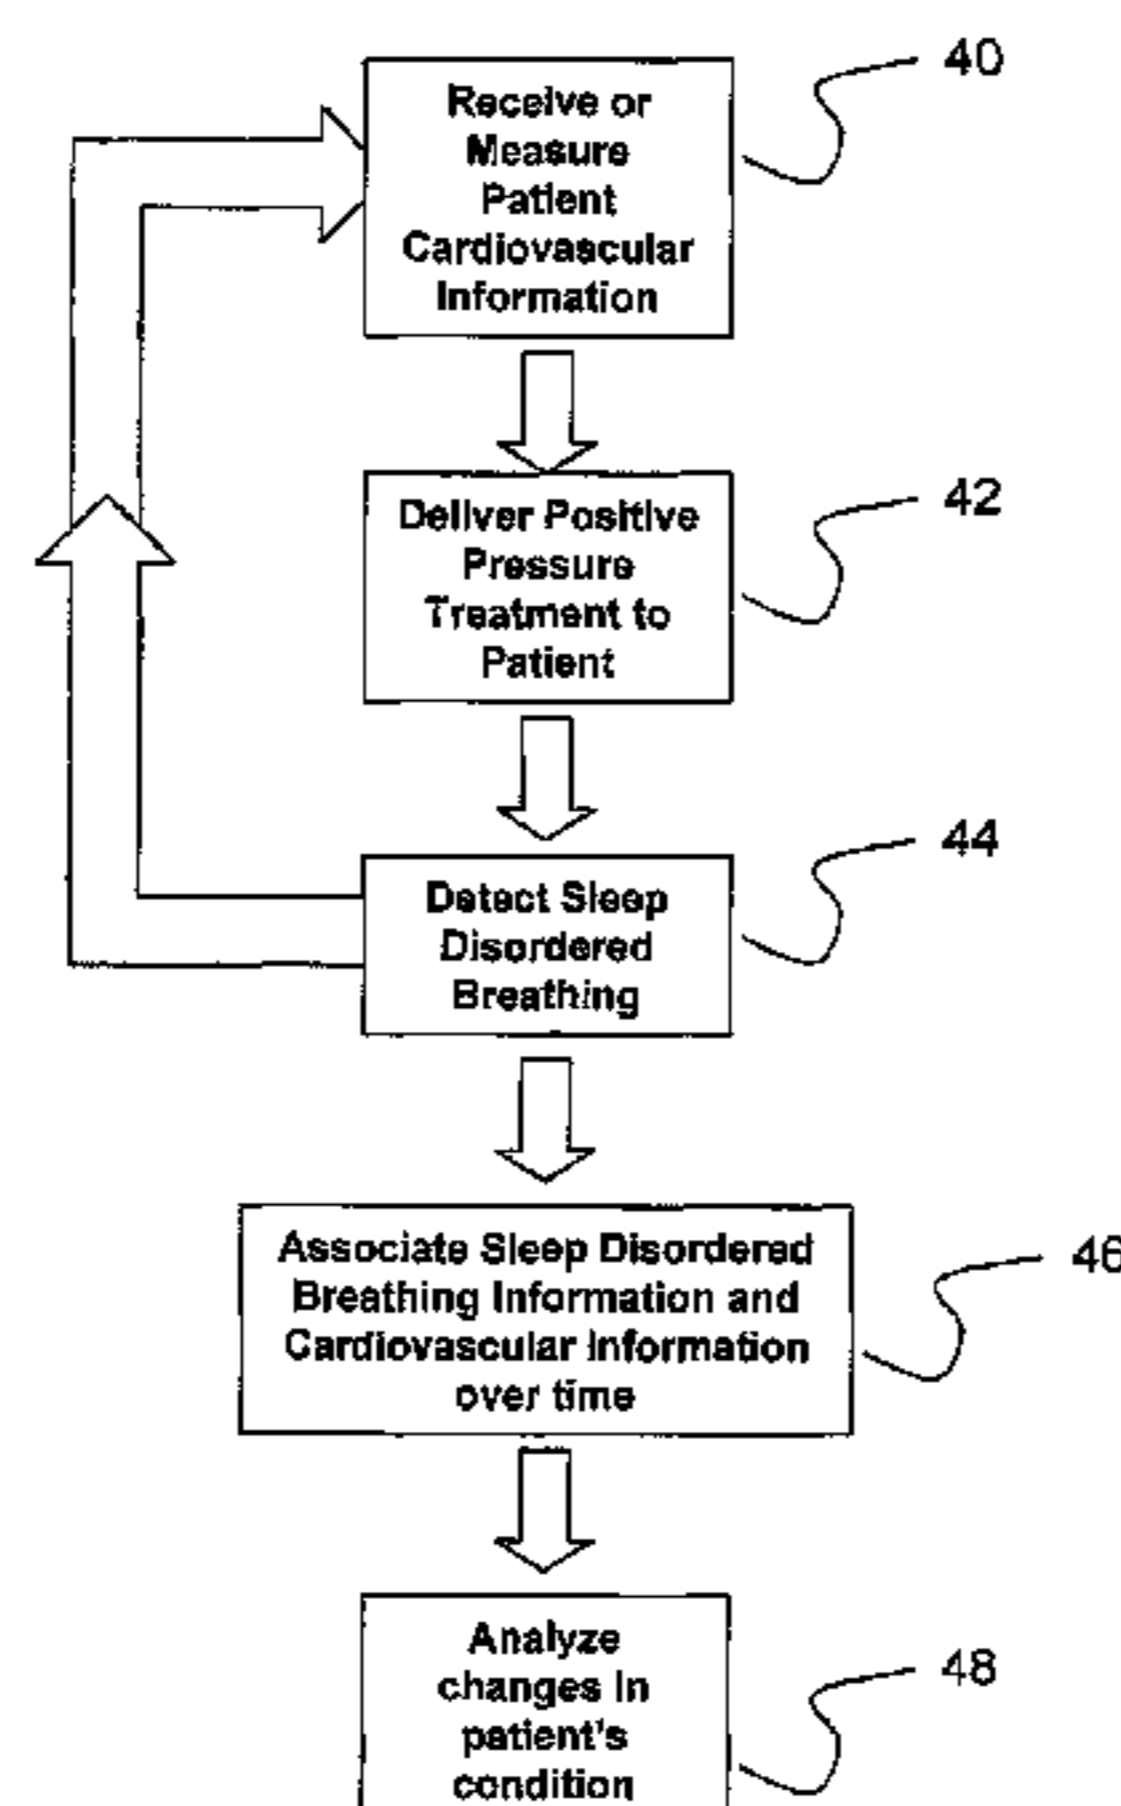 40
Receive or
Measure
Patient
Cardiovascular
Information
42
Deliver Positive
Pressure
Treatment to
Patient
44
Detect Sleep
Disordered
Breathing
46
Associate Sleep Disordered
Breathing Information and
Cardiovascular Information
over time
48
Analyze
changes in
patient's
condition